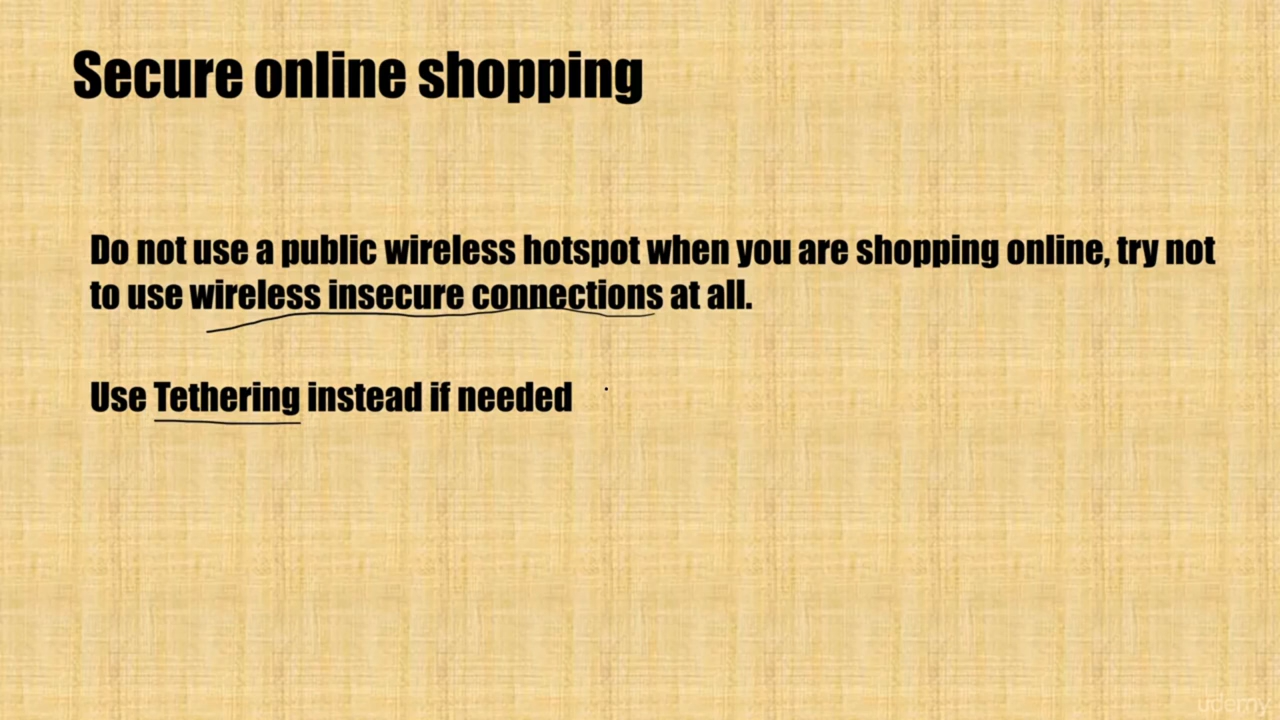 Secure online shopping
Do not use a public wireless hotspot when you are shopping online, try not
to use wireless insecure connections at all.
Use Tethering instead if needed
udemy